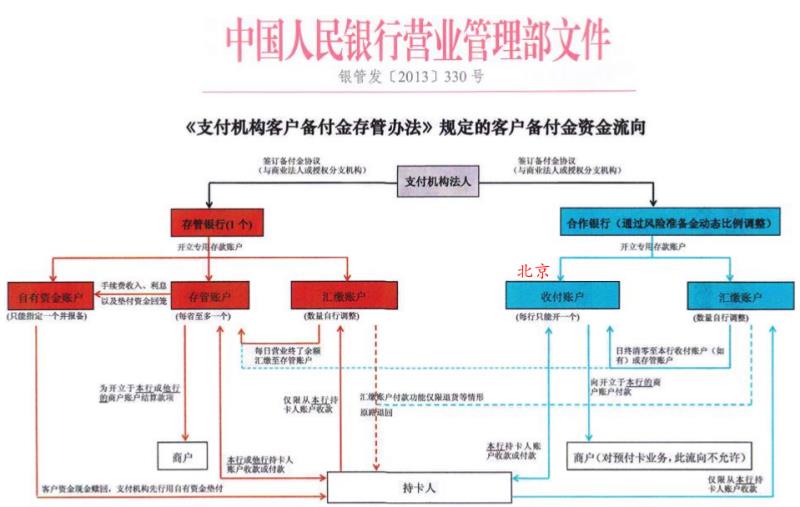 中国人民银行营业管理部文件
银管发〔2013〕330号
《支付机构客户备付金存管办法》规定的客户备付金资金流向
签订备付金协议
（与商业法人或授权分支机构）
支付机构法人
签订备付金协议
（与商业法人或授权分支机构）
存管银行(1个)
合作银行（通过风险准备金动态比例调整）
开立专用存款账户
开立专用存款账户
北京
自有资金账户
(只能指定一个并报备)
手续费收入、利息
以及垫付资金回笼
存管账户
(每省至多一个)
汇缴账户
(数量自行调整)
收付账户
(每行只能开一个)
汇缴账户
(数量自行调整)
每日营业终了余额
汇缴至存管账户
日终清零至本行收付账户（如
有）或存管账户
为开立于本行或他行
的商户账户结算款项
仅限从本行持
卡人账户收款
汇缴账户付款功能仅限退货等情形
原路退回
向开立于本行的商
户账户付款
商户
本行或他行持卡人
账户收款或付款
本行持卡人账
户收款或付款
商户(对预付卡业务，此流向不允许)
客户资金现金赎回，支付机构先行用自有资金垫付
持卡人
仅限从本行持
卡人账户收款